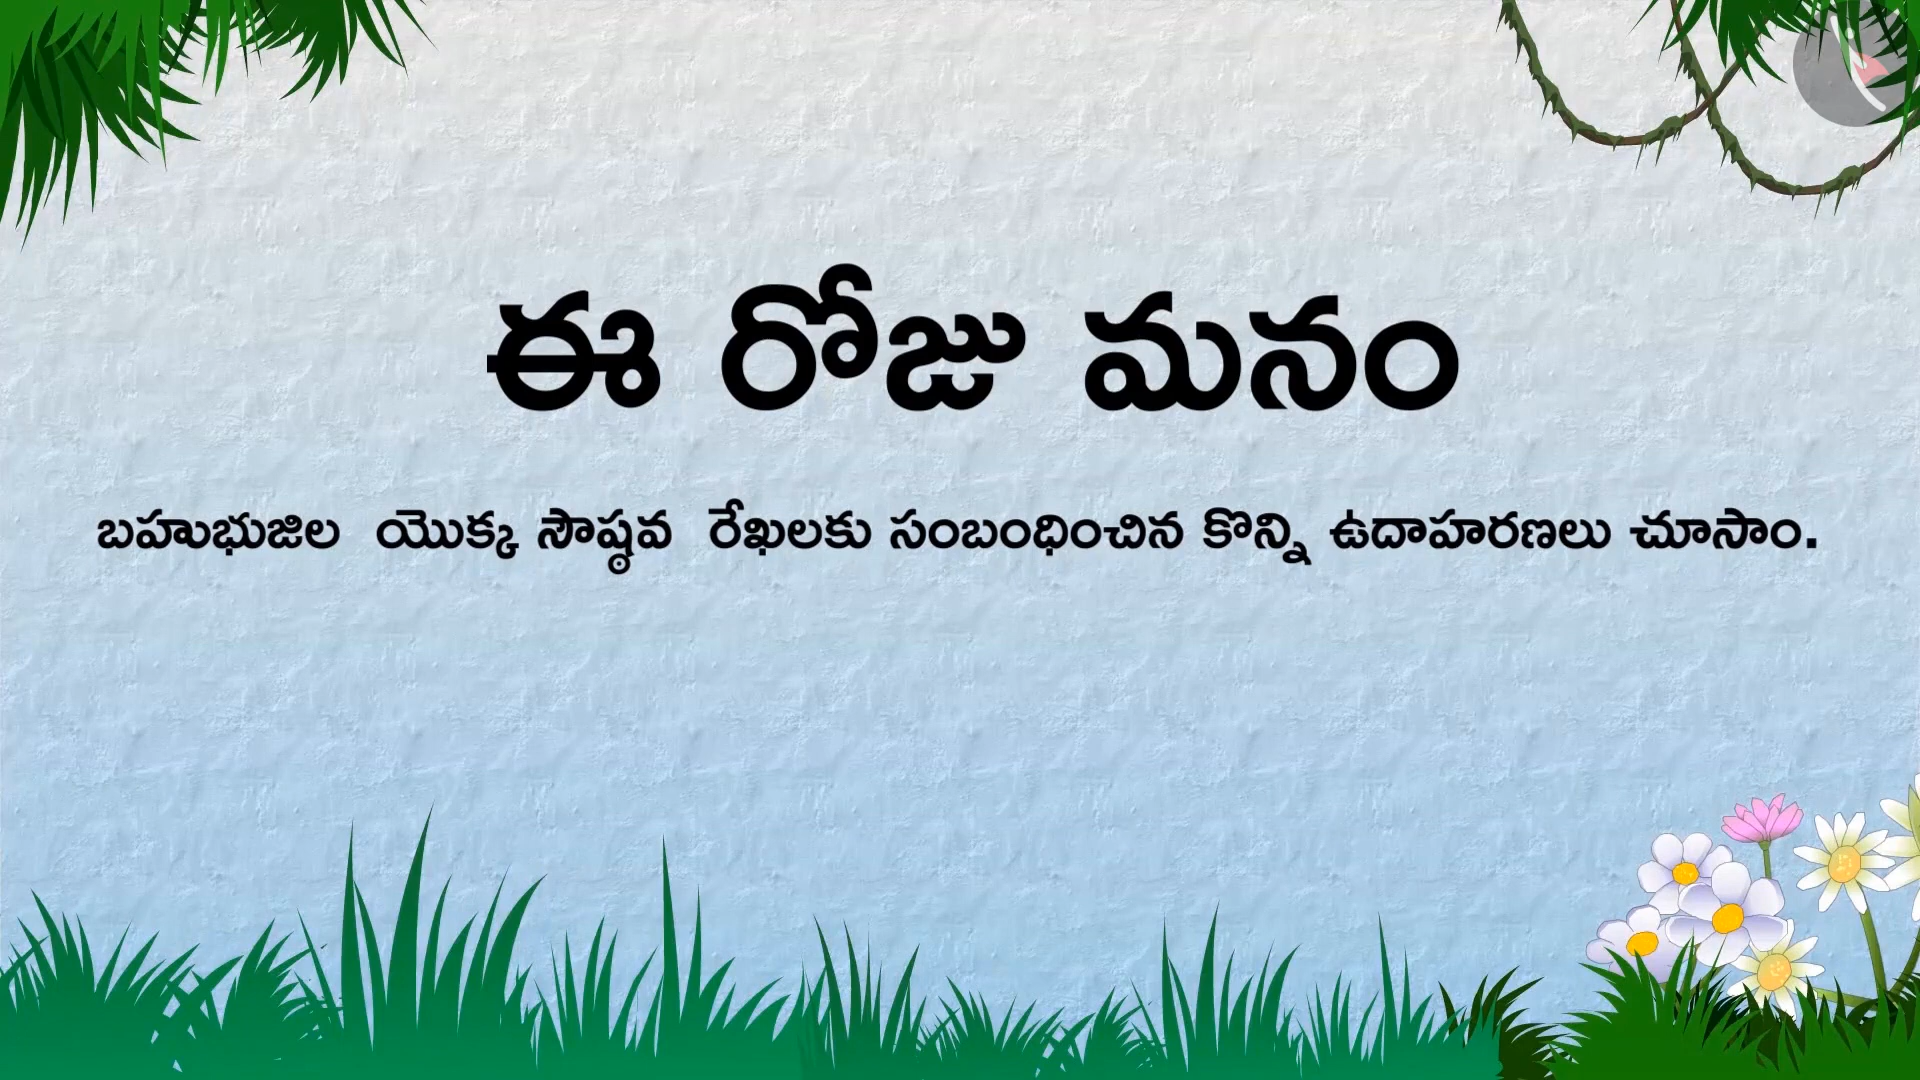 ఈ రోజు మనం
బహుభుజిల యొక్క సౌష్ఠవ రేఖలకు సంబంధించిన కొన్ని ఉదాహరణలు చూసాం.